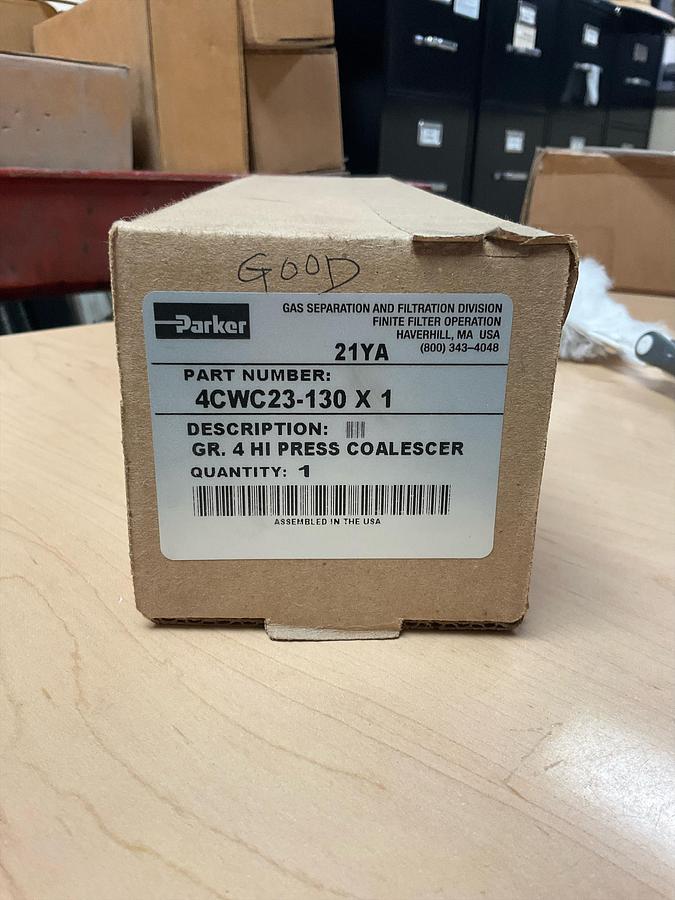 GOOD
Parker
GAS SEPARATION AND FILTRATION DIVISION
FINITE FILTER OPERATION
HAVERHILL, MA USA
21YA (800) 343–4048
PART NUMBER:
4CWC23-130 X 1
DESCRIPTION:
GR. 4 HI PRESS COALESCER
QUANTITY: 1
ASSEMBLED IN THE USA